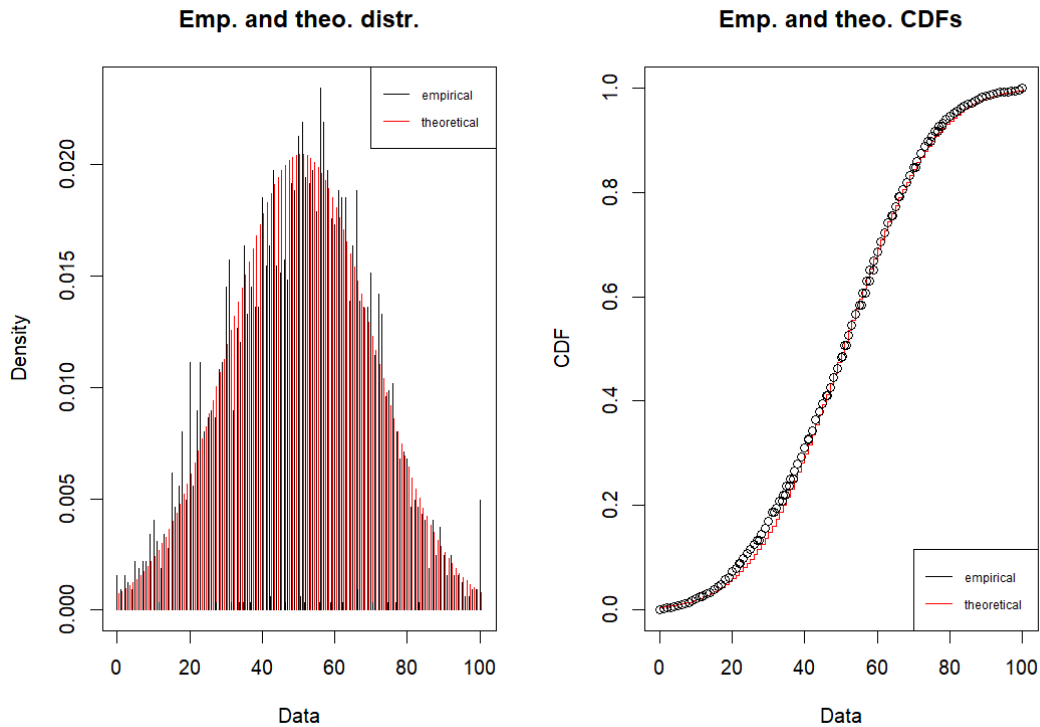 Emp. and theo. distr.
empirical
theoretical
0.020
0.015
0.010
0.005
0.000
Density
0 20 40 60 80 100
Data
Emp. and theo. CDFs
1.0
0.8
0.6
0.4
0.2
0.0
CDF
empirical
theoretical
0 20 40 60 80 100
Data